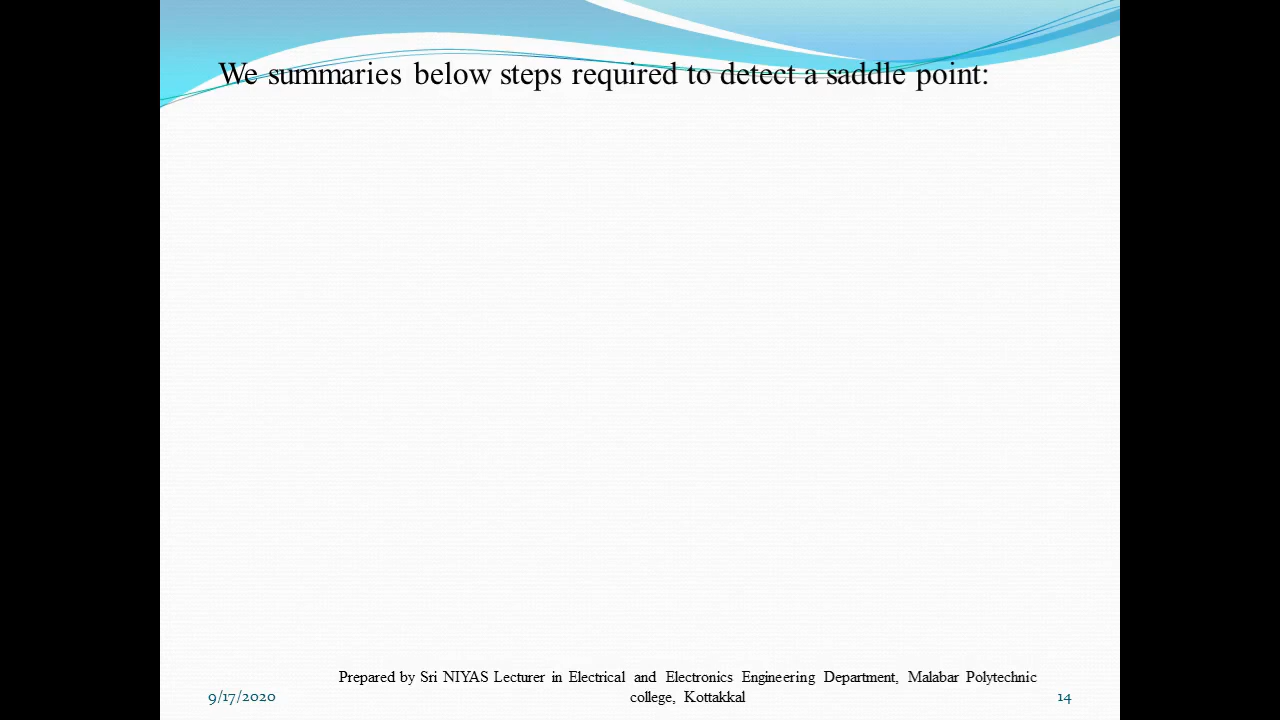 We summaries below steps required to detect a saddle point:
Prepared by Sri NIYAS Lecturer in Electrical and Electronics Engineering Department, Malabar Polytechnic
9/17/2020 college, Kottakkal 14